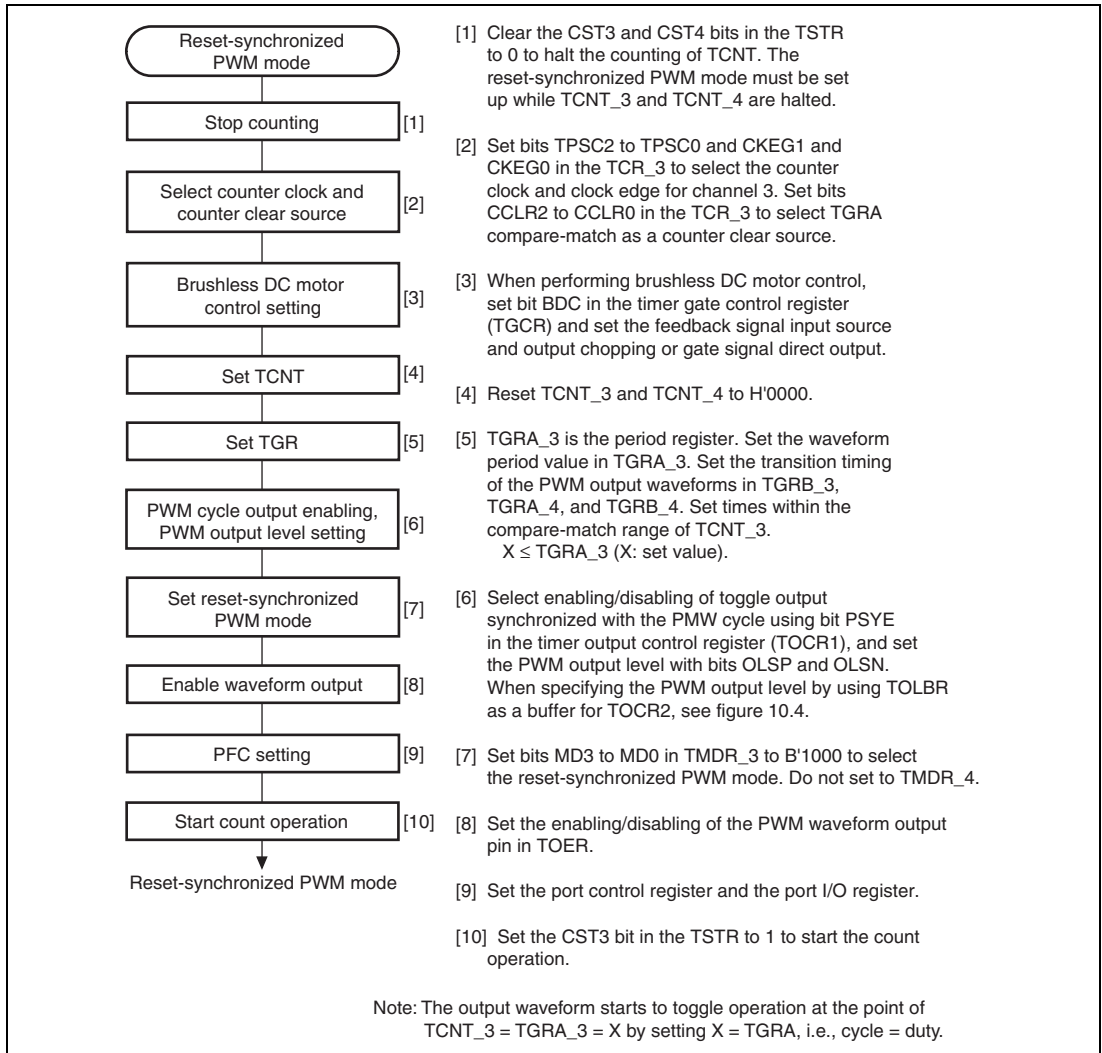 Reset-synchronized
PWM mode
Stop counting
[1]
Select counter clock and
counter clear source
[2]
Brushless DC motor
control setting
[3]
Set TCNT
[4]
Set TGR
[5]
PWM cycle output enabling,
PWM output level setting
[6]
Set reset-synchronized
PWM mode
[7]
Enable waveform output
[8]
PFC setting
[9]
Start count operation
[10]
Reset-synchronized PWM mode
[1] Clear the CST3 and CST4 bits in the TSTR
to 0 to halt the counting of TCNT. The
reset-synchronized PWM mode must be set
up while TCNT_3 and TCNT_4 are halted.
[2] Set bits TPSC2 to TPSC0 and CKEG1 and
CKEG0 in the TCR_3 to select the counter
clock and clock edge for channel 3. Set bits
CCLR2 to CCLR0 in the TCR_3 to select TGRA
compare-match as a counter clear source.
[3] When performing brushless DC motor control,
set bit BDC in the timer gate control register
(TGCR) and set the feedback signal input source
and output chopping or gate signal direct output.
[4] Reset TCNT_3 and TCNT_4 to H'0000.
[5] TGRA_3 is the period register. Set the waveform
period value in TGRA_3. Set the transition timing
of the PWM output waveforms in TGRB_3,
TGRA_4, and TGRB_4. Set times within the
compare-match range of TCNT_3.
X ≤ TGRA_3 (X: set value).
[6] Select enabling/disabling of toggle output
synchronized with the PMW cycle using bit PSYE
in the timer output control register (TOCR1), and set
the PWM output level with bits OLSP and OLSN.
When specifying the PWM output level by using TOLBR
as a buffer for TOCR2, see figure 10.4.
[7] Set bits MD3 to MD0 in TMDR_3 to B'1000 to select
the reset-synchronized PWM mode. Do not set to TMDR_4.
[8] Set the enabling/disabling of the PWM waveform output
pin in TOER.
[9] Set the port control register and the port I/O register.
[10] Set the CST3 bit in the TSTR to 1 to start the count
operation.
Note: The output waveform starts to toggle operation at the point of
TCNT_3 = TGRA_3 = X by setting X = TGRA, i.e., cycle = duty.